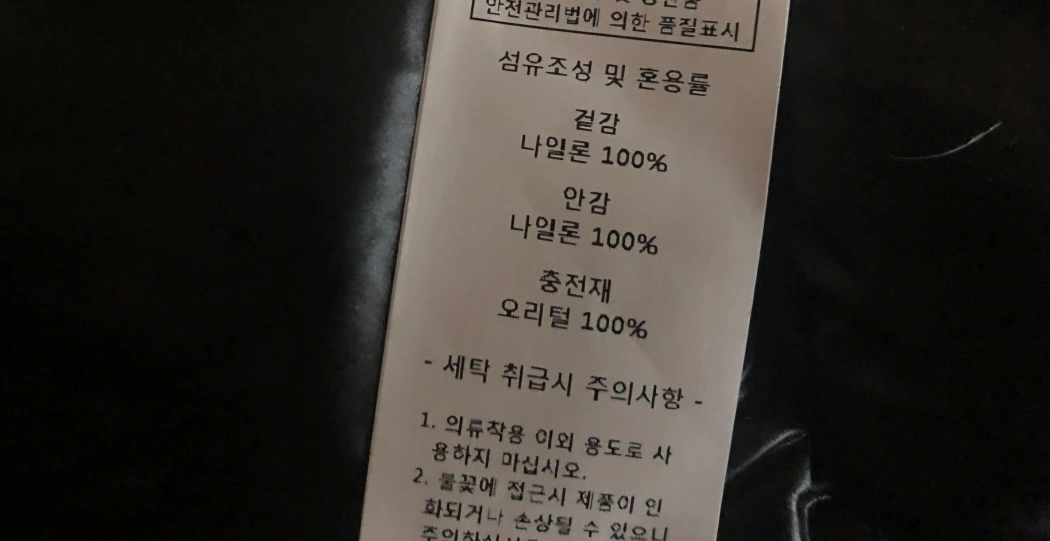 안전관리법에 의한 품질표시
섬유조성 및 혼용률
겉감
나일론 100%
안감
나일론 100%
충전재
오리털 100%
- 세탁 취급시 주의사항 -
1. 의류착용 이외 용도로 사
용하지 마십시오.
2. 불꽃에 접근시 제품이 인
화되거나 손상될 수 있으니